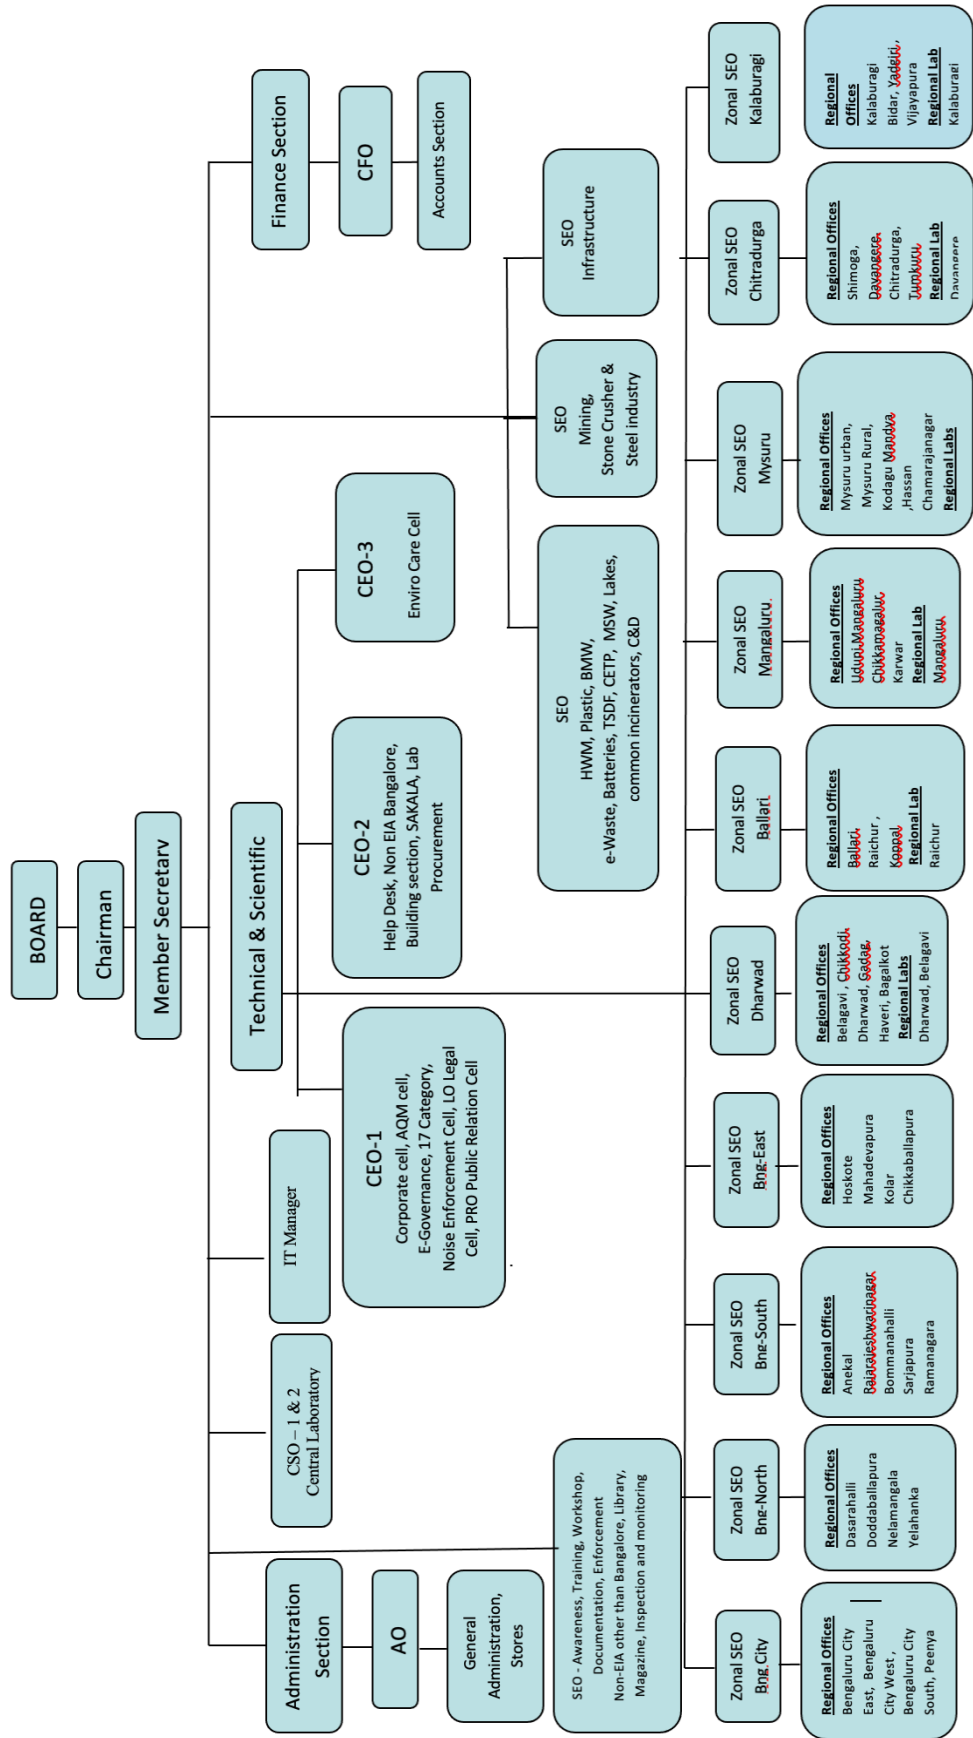 BOARD
Chairman
Member Secretary
Administration
Section
AO
General
Administration,
Stores
CSO – 1 & 2
Central Laboratory
IT Manager
Technical & Scientific
Finance Section
CFO
Accounts Section
CEO-1
Corporate cell, AQM cell,
E-Governance, 17 Category,
Noise Enforcement Cell, LO Legal
Cell, PRO Public Relation Cell
CEO-2
Help Desk, Non EIA Bangalore,
Building section, SAKALA, Lab
Procurement
CEO-3
Enviro Care Cell
SEO - Awareness, Training, Workshop,
Documentation, Enforcement
Non-EIA other than Bangalore, Library,
Magazine, Inspection and monitoring
SEO
HWM, Plastic, BMW,
e-Waste, Batteries, TSDF, CETP, MSW, Lakes,
common incinerators, C&D
SEO
Mining,
Stone Crusher &
Steel industry
SEO
Infrastructure
Zonal SEO
Bng City
Regional Offices
Bengaluru City
East, Bengaluru
City West ,
Bengaluru City
South, Peenya
Zonal SEO
Bng-North
Regional Offices
Dasarahalli
Doddaballapura
Nelamangala
Yelahanka
Zonal SEO
Bng-South
Regional Offices
Anekal
Rajarajeshwarinagar
Bommanahalli
Sarjapura
Ramanagara
Zonal SEO
Bng-East
Regional Offices
Hoskote
Mahadevapura
Kolar
Chikkaballapura
Zonal SEO
Dharwad
Regional Offices
Belagavi , Chikkodi,
Dharwad, Gadag,
Haveri, Bagalkot
Regional Labs
Dharwad, Belagavi
Zonal SEO
Ballari
Regional Offices
Ballari,
Raichur ,
Koppal
Regional Lab
Raichur
Zonal SEO
Mangaluru
Regional Offices
Udupi,Mangaluru
Chikkamagalur,
Karwar
Regional Lab
Mangaluru
Zonal SEO
Mysuru
Regional Offices
Mysuru urban,
Mysuru Rural,
Kodagu Mandya
,Hassan
Chamarajanagar
Regional Labs
Zonal SEO
Chitradurga
Regional Offices
Shimoga,
Davangere,
Chitradurga,
Tumkuru
Regional Lab
Davangere
Zonal SEO
Kalaburagi
Regional
Offices
Kalaburagi
Bidar, Yadgiri ,
Vijayapura
Regional Lab
Kalaburagi